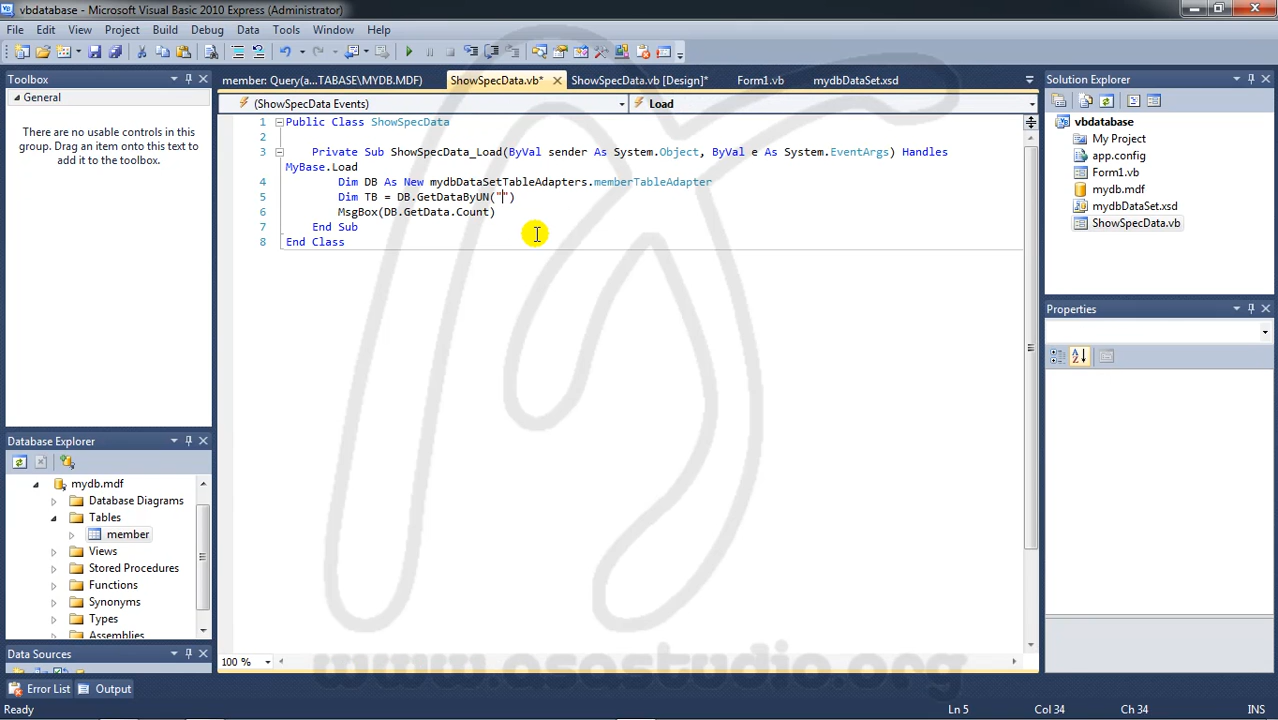 vbdatabase - Microsoft Visual Basic 2010 Express (Administrator)
File Edit View Project Build Debug Data Tools Window Help
Toolbox
General
There are no usable controls in this
group. Drag an item onto this text to
add it to the toolbox.
member: Query(a...TABASE\MYDB.MDF) ShowSpecData.vb* ShowSpecData.vb [Design]* Form1.vb mydbDataSet.xsd
(ShowSpecData Events) Load
1 Public Class ShowSpecData
2
3 Private Sub ShowSpecData_Load(ByVal sender As System.Object, ByVal e As System.EventArgs) Handles
MyBase.Load
4 Dim DB As New mydbDataSetTableAdapters.memberTableAdapter
5 Dim TB = DB.GetDataByUN("")
6 MsgBox(DB.GetData.Count)
7 End Sub
8 End Class
100 %
Solution Explorer
vbdatabase
My Project
app.config
Form1.vb
mydb.mdf
mydbDataSet.xsd
ShowSpecData.vb
Properties
Database Explorer
mydb.mdf
Database Diagrams
Tables
member
Views
Stored Procedures
Functions
Synonyms
Types
Assemblies
Data Sources
Error List Output
www.asastudio.org
Ready Ln 5 Col 34 Ch 34 INS